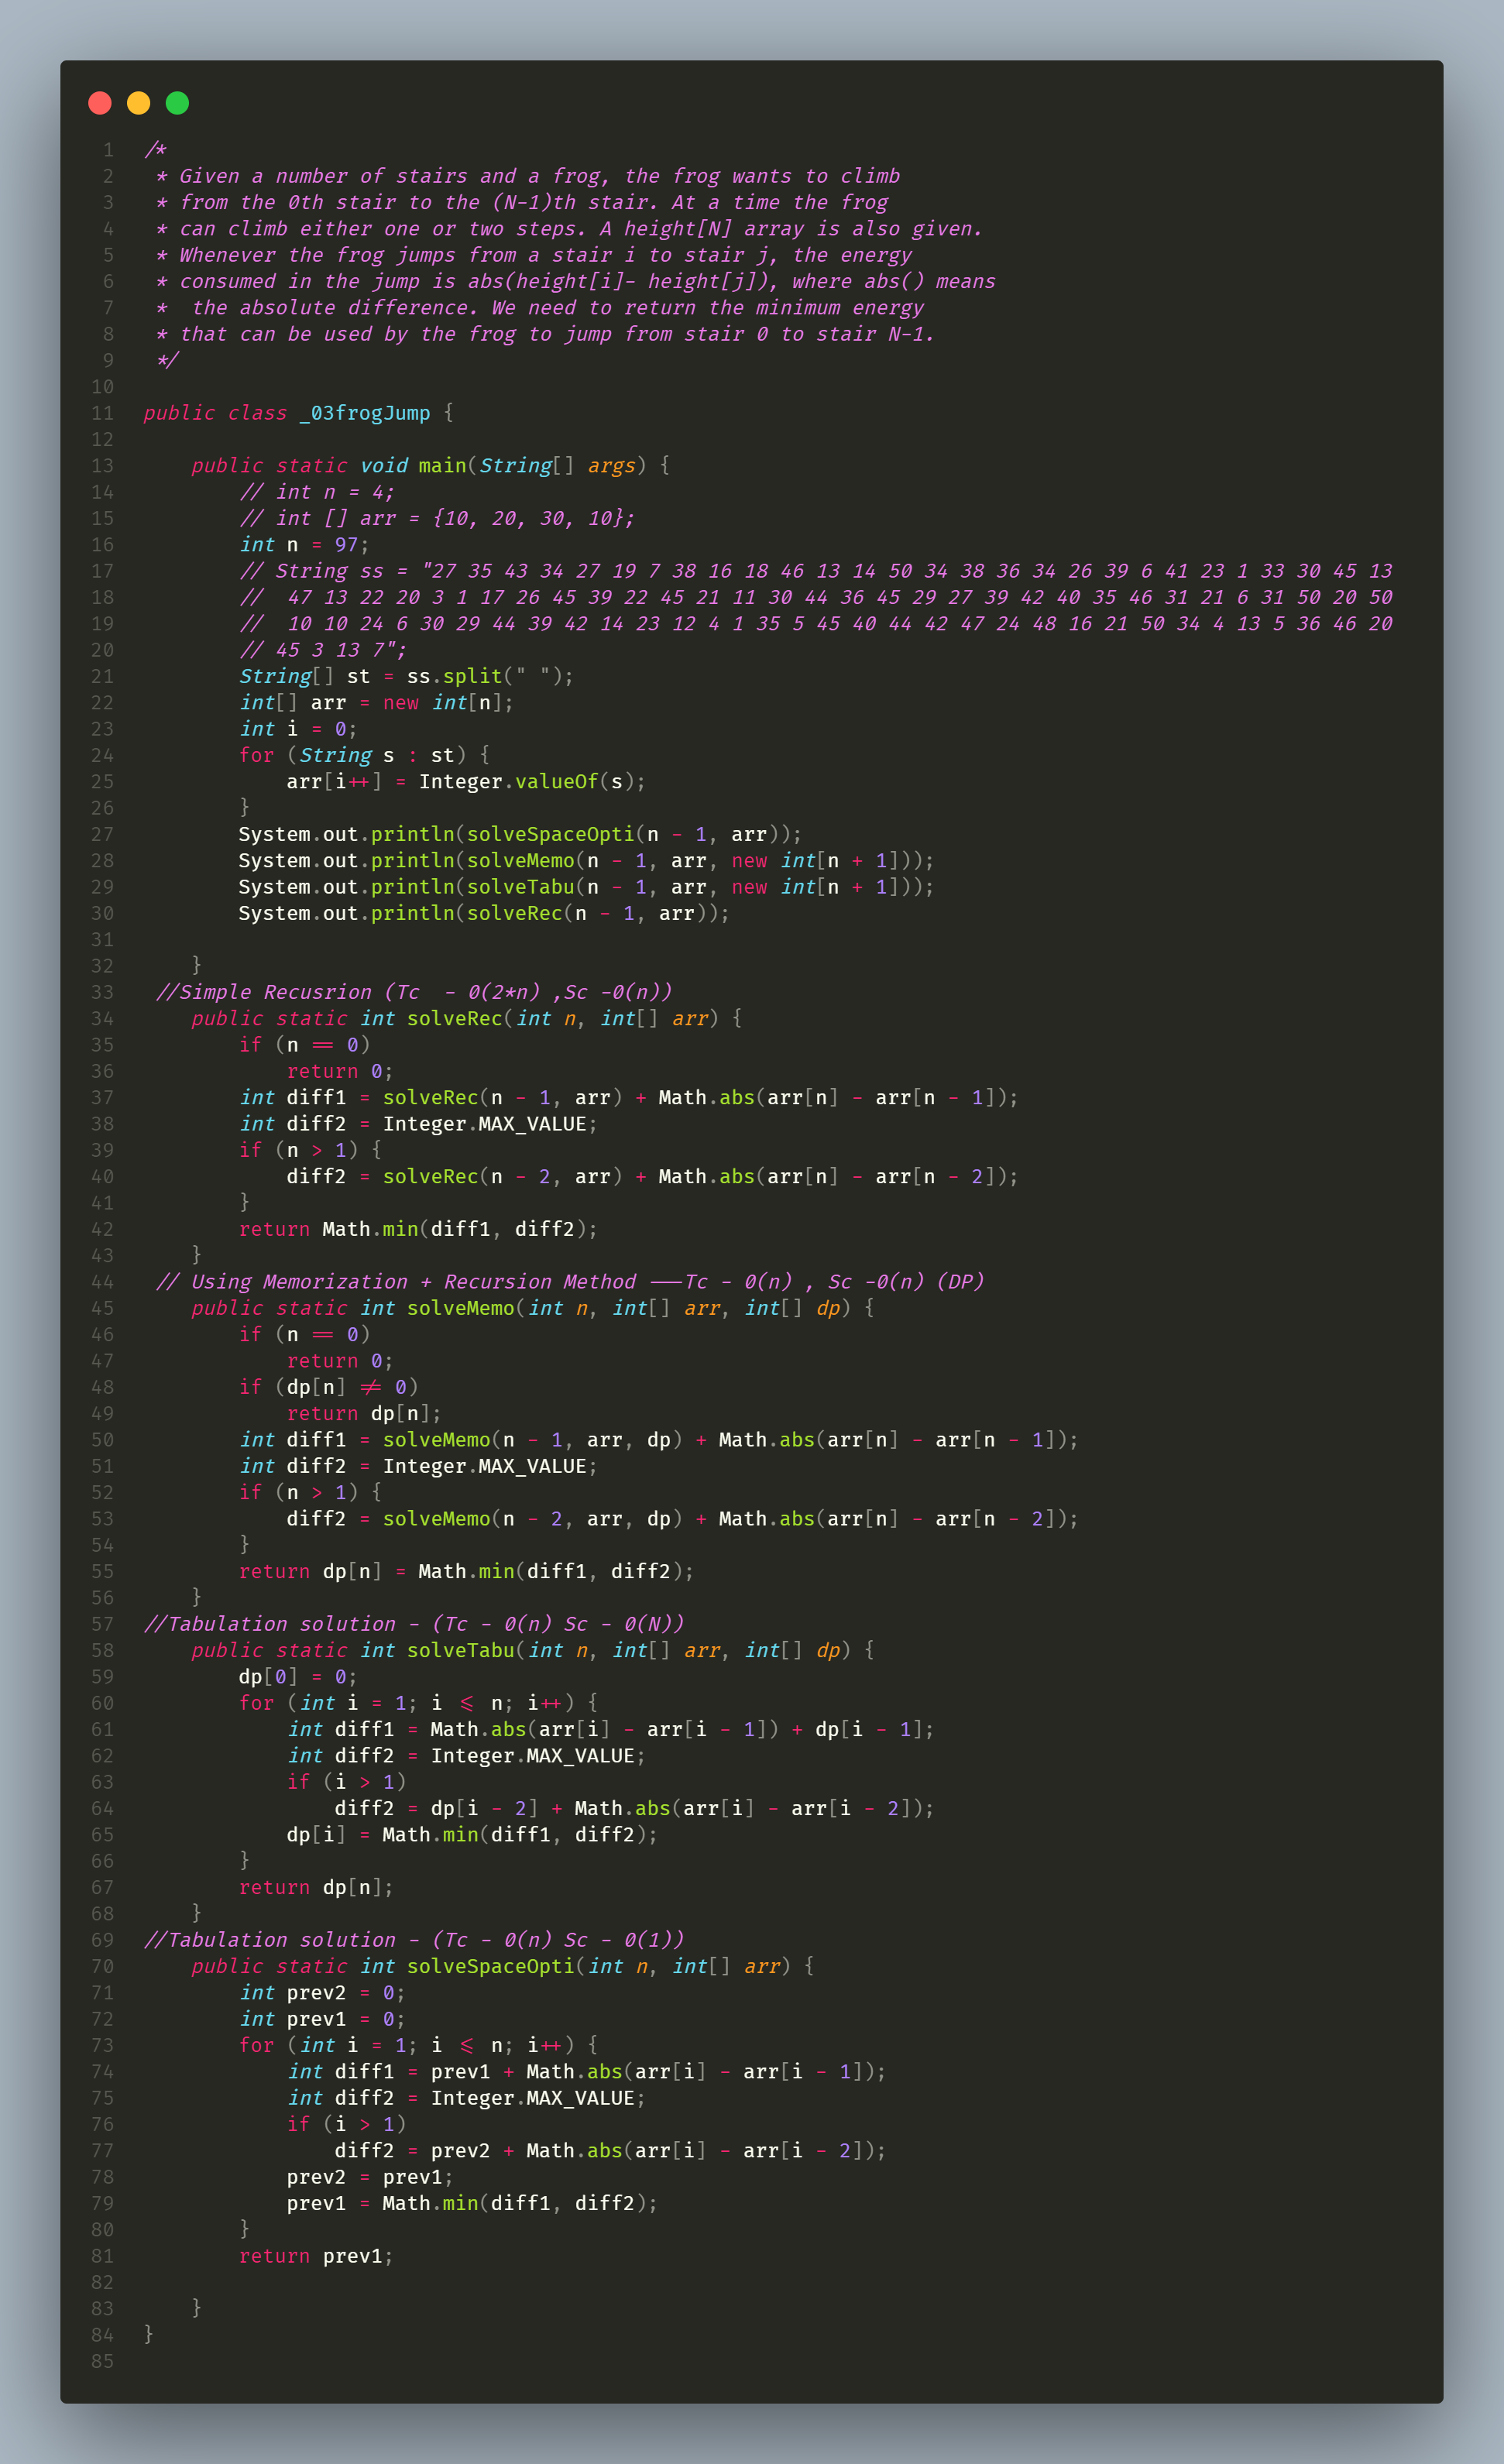 1 /*
2  * Given a number of stairs and a frog, the frog wants to climb
3  * from the 0th stair to the (N-1)th stair. At a time the frog
4  * can climb either one or two steps. A height[N] array is also given.
5  * Whenever the frog jumps from a stair i to stair j, the energy
6  * consumed in the jump is abs(height[i]- height[j]), where abs() means
7  *  the absolute difference. We need to return the minimum energy
8  * that can be used by the frog to jump from stair 0 to stair N-1.
9  */
10
11 public class _03frogJump {
12
13     public static void main(String[] args) {
14         // int n = 4;
15         // int [] arr = {10, 20, 30, 10};
16         int n = 97;
17         // String ss = "27 35 43 34 27 19 7 38 16 18 46 13 14 50 34 38 36 34 26 39 6 41 23 1 33 30 45 13
18         //  47 13 22 20 3 1 17 26 45 39 22 45 21 11 30 44 36 45 29 27 39 42 40 35 46 31 21 6 31 50 20 50
19         //  10 10 24 6 30 29 44 39 42 14 23 12 4 1 35 5 45 40 44 42 47 24 48 16 21 50 34 4 13 5 36 46 20
20         // 45 3 13 7";
21         String[] st = ss.split(" ");
22         int[] arr = new int[n];
23         int i = 0;
24         for (String s : st) {
25             arr[i++] = Integer.valueOf(s);
26         }
27         System.out.println(solveSpaceOpti(n - 1, arr));
28         System.out.println(solveMemo(n - 1, arr, new int[n + 1]));
29         System.out.println(solveTabu(n - 1, arr, new int[n + 1]));
30         System.out.println(solveRec(n - 1, arr));
31
32     }
33  //Simple Recusrion (Tc  - 0(2*n) ,Sc -0(n))
34     public static int solveRec(int n, int[] arr) {
35         if (n == 0)
36             return 0;
37         int diff1 = solveRec(n - 1, arr) + Math.abs(arr[n] - arr[n - 1]);
38         int diff2 = Integer.MAX_VALUE;
39         if (n > 1) {
40             diff2 = solveRec(n - 2, arr) + Math.abs(arr[n] - arr[n - 2]);
41         }
42         return Math.min(diff1, diff2);
43     }
44  // Using Memorization + Recursion Method ---Tc - 0(n) , Sc -0(n) (DP)
45     public static int solveMemo(int n, int[] arr, int[] dp) {
46         if (n == 0)
47             return 0;
48         if (dp[n] != 0)
49             return dp[n];
50         int diff1 = solveMemo(n - 1, arr, dp) + Math.abs(arr[n] - arr[n - 1]);
51         int diff2 = Integer.MAX_VALUE;
52         if (n > 1) {
53             diff2 = solveMemo(n - 2, arr, dp) + Math.abs(arr[n] - arr[n - 2]);
54         }
55         return dp[n] = Math.min(diff1, diff2);
56     }
57 //Tabulation solution - (Tc - 0(n) Sc - 0(N))
58     public static int solveTabu(int n, int[] arr, int[] dp) {
59         dp[0] = 0;
60         for (int i = 1; i <= n; i++) {
61             int diff1 = Math.abs(arr[i] - arr[i - 1]) + dp[i - 1];
62             int diff2 = Integer.MAX_VALUE;
63             if (i > 1)
64                 diff2 = dp[i - 2] + Math.abs(arr[i] - arr[i - 2]);
65             dp[i] = Math.min(diff1, diff2);
66         }
67         return dp[n];
68     }
69 //Tabulation solution - (Tc - 0(n) Sc - 0(1))
70     public static int solveSpaceOpti(int n, int[] arr) {
71         int prev2 = 0;
72         int prev1 = 0;
73         for (int i = 1; i <= n; i++) {
74             int diff1 = prev1 + Math.abs(arr[i] - arr[i - 1]);
75             int diff2 = Integer.MAX_VALUE;
76             if (i > 1)
77                 diff2 = prev2 + Math.abs(arr[i] - arr[i - 2]);
78             prev2 = prev1;
79             prev1 = Math.min(diff1, diff2);
80         }
81         return prev1;
82
83     }
84 }
85